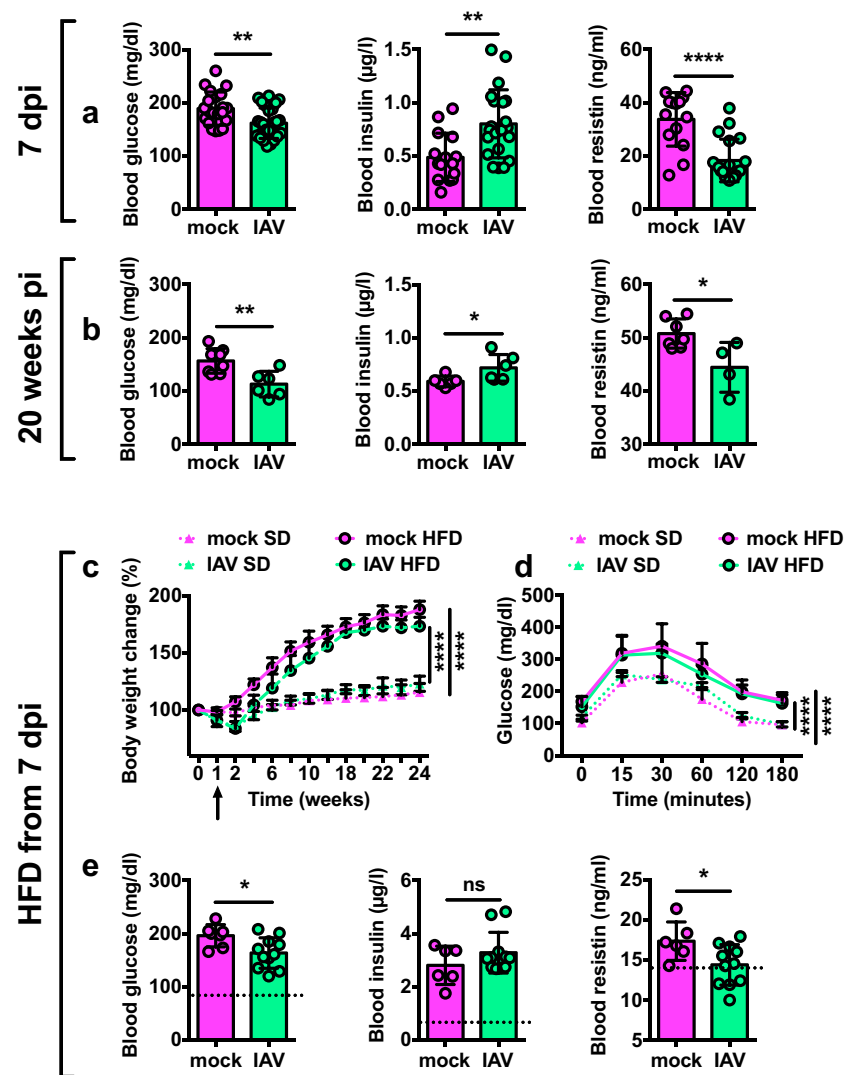 7 dpi
a
Blood glucose (mg/dl)
300
200
100
0
**
mock IAV
Blood insulin (µg/l)
1.5
1.0
0.5
0.0
**
mock IAV
Blood resistin (ng/ml)
60
40
20
0
****
mock IAV
20 weeks pi
b
Blood glucose (mg/dl)
300
200
100
0
**
mock IAV
Blood insulin (µg/l)
1.5
1.0
0.5
0.0
*
mock IAV
Blood resistin (ng/ml)
60
50
40
30
*
mock IAV
HFD from 7 dpi
mock SD mock HFD
IAV SD IAV HFD
c
Body weight change (%)
200
150
100
0 1 2 6 10 18 22 24
Time (weeks)
****
****
mock SD mock HFD
IAV SD IAV HFD
d
Glucose (mg/dl)
500
400
300
200
100
0
0 15 30 60 120 180
Time (minutes)
****
****
e
Blood glucose (mg/dl)
300
200
100
0
*
mock IAV
Blood insulin (µg/l)
6
4
2
0
ns
mock IAV
Blood resistin (ng/ml)
25
20
15
10
5
*
mock IAV